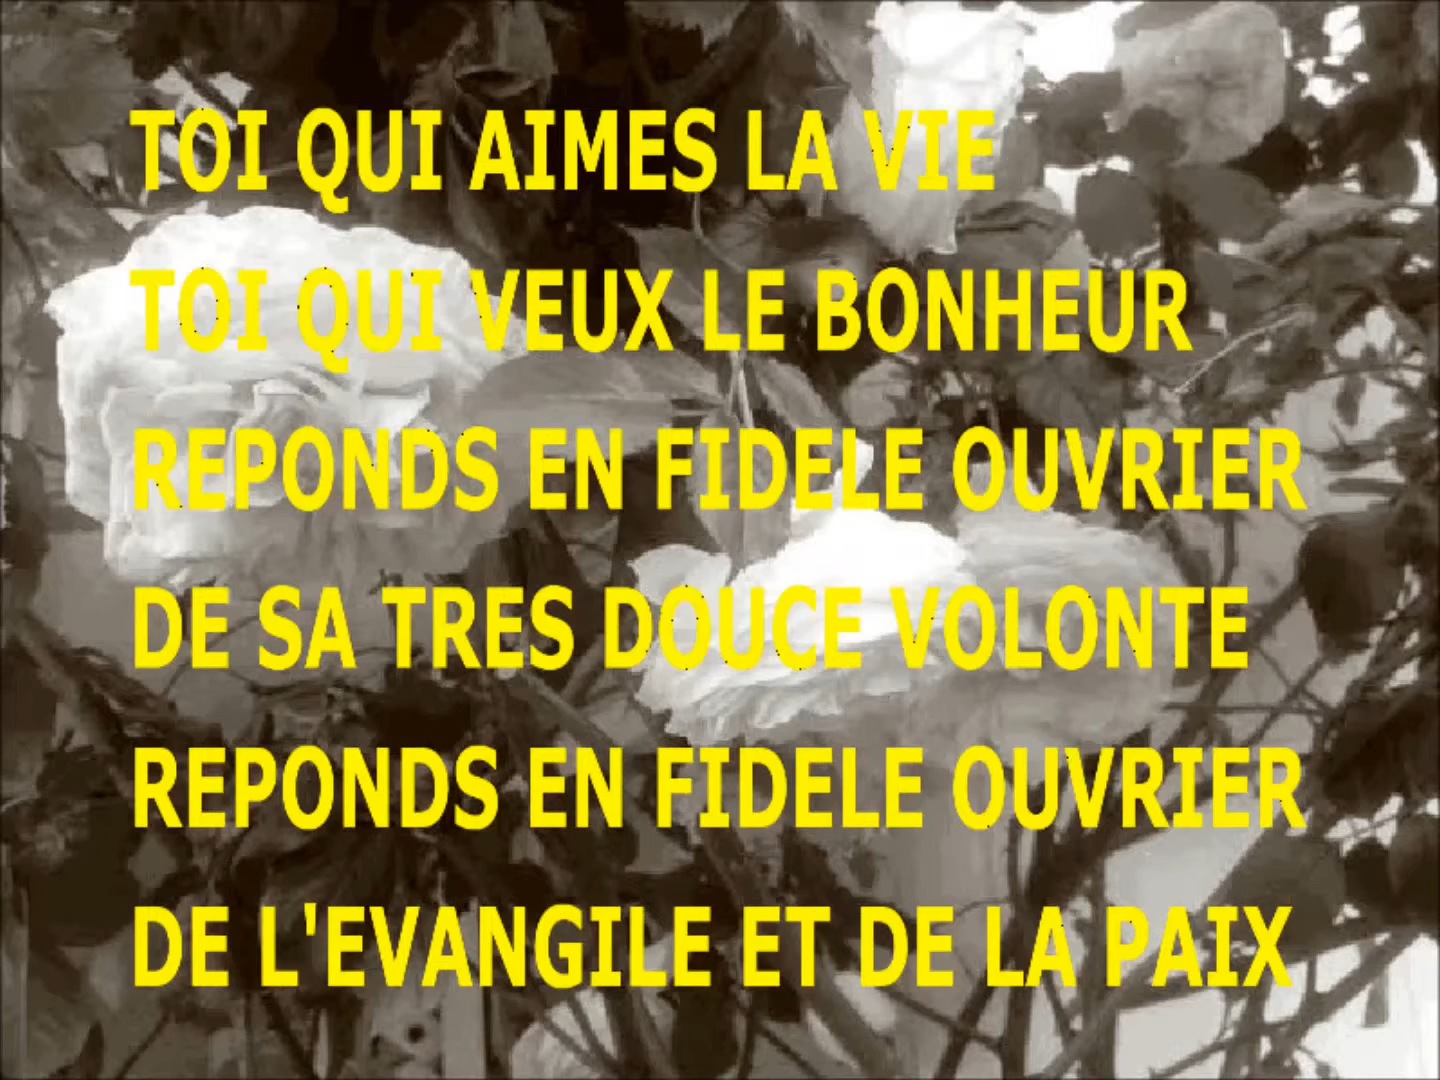 TOI QUI AIMES LA VIE
TOI QUI VEUX LE BONHEUR
REPONDS EN FIDELE OUVRIER
DE SA TRES DOUCE VOLONTE
REPONDS EN FIDELE OUVRIER
DE L'EVANGILE ET DE LA PAIX